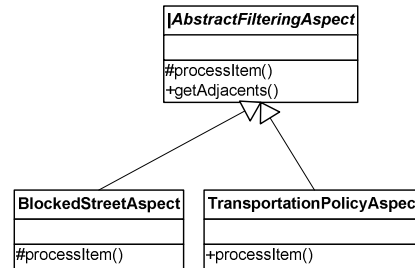 |AbstractFilteringAspect
#processItem()
+getAdjacents()
BlockedStreetAspect
#processItem()
TransportationPolicyAspec
+processItem()